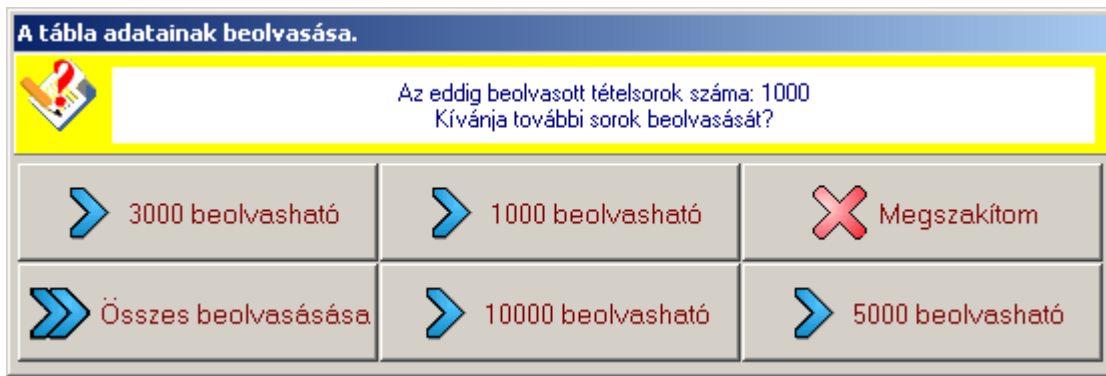 A tábla adatainak beolvasása.
Az eddig beolvasott tételsorok száma: 1000
Kívánja további sorok beolvasását?
3000 beolvasható
1000 beolvasható
Megszakítom
Összes beolvasásása
10000 beolvasható
5000 beolvasható